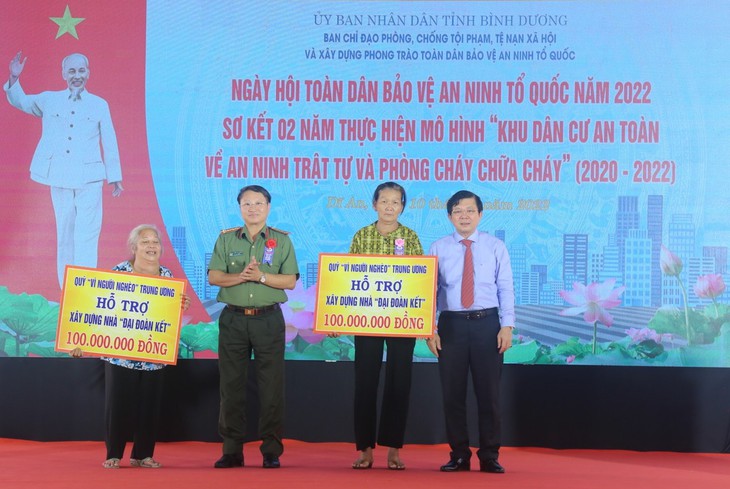 ỦY BAN NHÂN DÂN TỈNH BÌNH DƯƠNG
BAN CHỈ ĐẠO PHÒNG, CHỐNG TỘI PHẠM, TỆ NẠN XÃ HỘI
VÀ XÂY DỰNG PHONG TRÀO TOÀN DÂN BẢO VỆ AN NINH TỔ QUỐC
NGÀY HỘI TOÀN DÂN BẢO VỆ AN NINH TỔ QUỐC NĂM 2022
SƠ KẾT 02 NĂM THỰC HIỆN MÔ HÌNH "KHU DÂN CƯ AN TOÀN
VỀ AN NINH TRẬT TỰ VÀ PHÒNG CHÁY CHỮA CHÁY" (2020 - 2022)
năm 2022
QUỸ "VÌ NGƯỜI NGHÈO" TRUNG ƯƠNG
HỖ TRỢ
XÂY DỰNG NHÀ "ĐẠI ĐOÀN KẾT"
100.000.000 ĐỒNG
QUỸ "VÌ NGƯỜI NGHÈO" TRUNG ƯƠNG
HỖ TRỢ
XÂY DỰNG NHÀ "ĐẠI ĐOÀN KẾT"
100.000.000 ĐỒNG